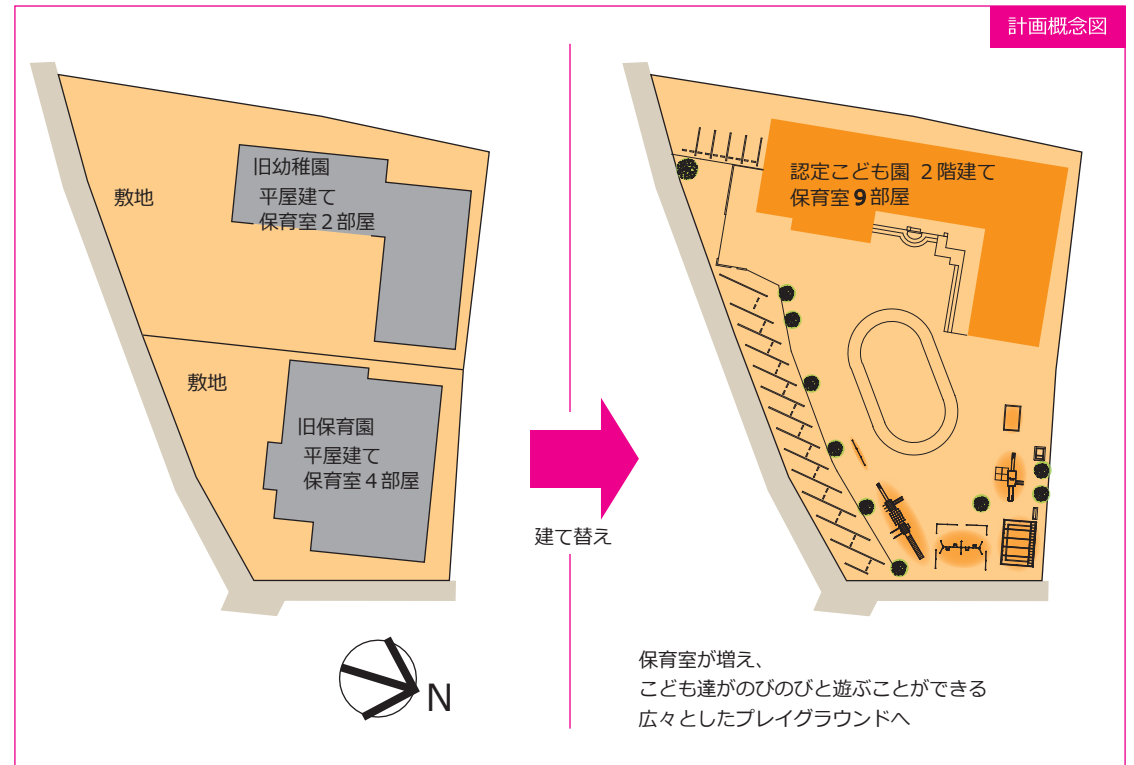 計画概念図
敷地
旧幼稚園
平屋建て
保育室２部屋
敷地
旧保育園
平屋建て
保育室４部屋
N
建て替え
認定こども園 ２階建て
保育室９部屋
保育室が増え、
こども達がのびのびと遊ぶことができる
広々としたプレイグラウンドへ